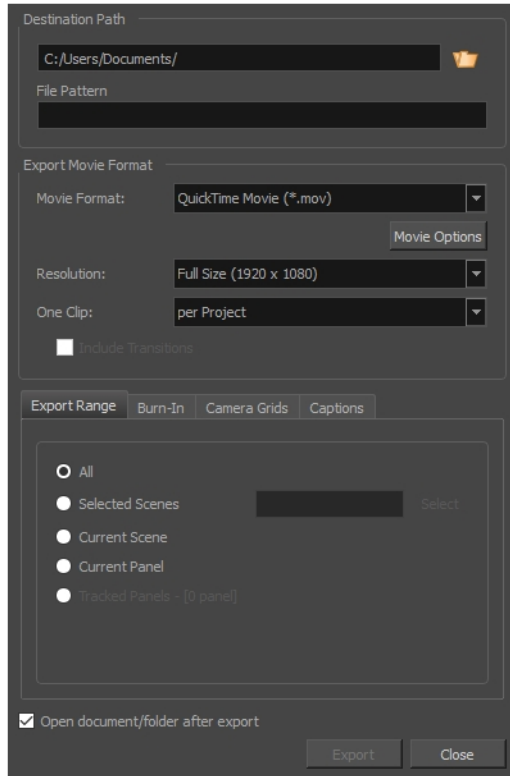 Destination Path
C:/Users/Documents/
File Pattern
Export Movie Format
Movie Format: QuickTime Movie (*.mov)
Movie Options
Resolution: Full Size (1920 x 1080)
One Clip: per Project
Include Transitions
Export Range Burn-In Camera Grids Captions
All
Selected Scenes Select
Current Scene
Current Panel
Tracked Panels - [0 panel]
Open document/folder after export
Export Close